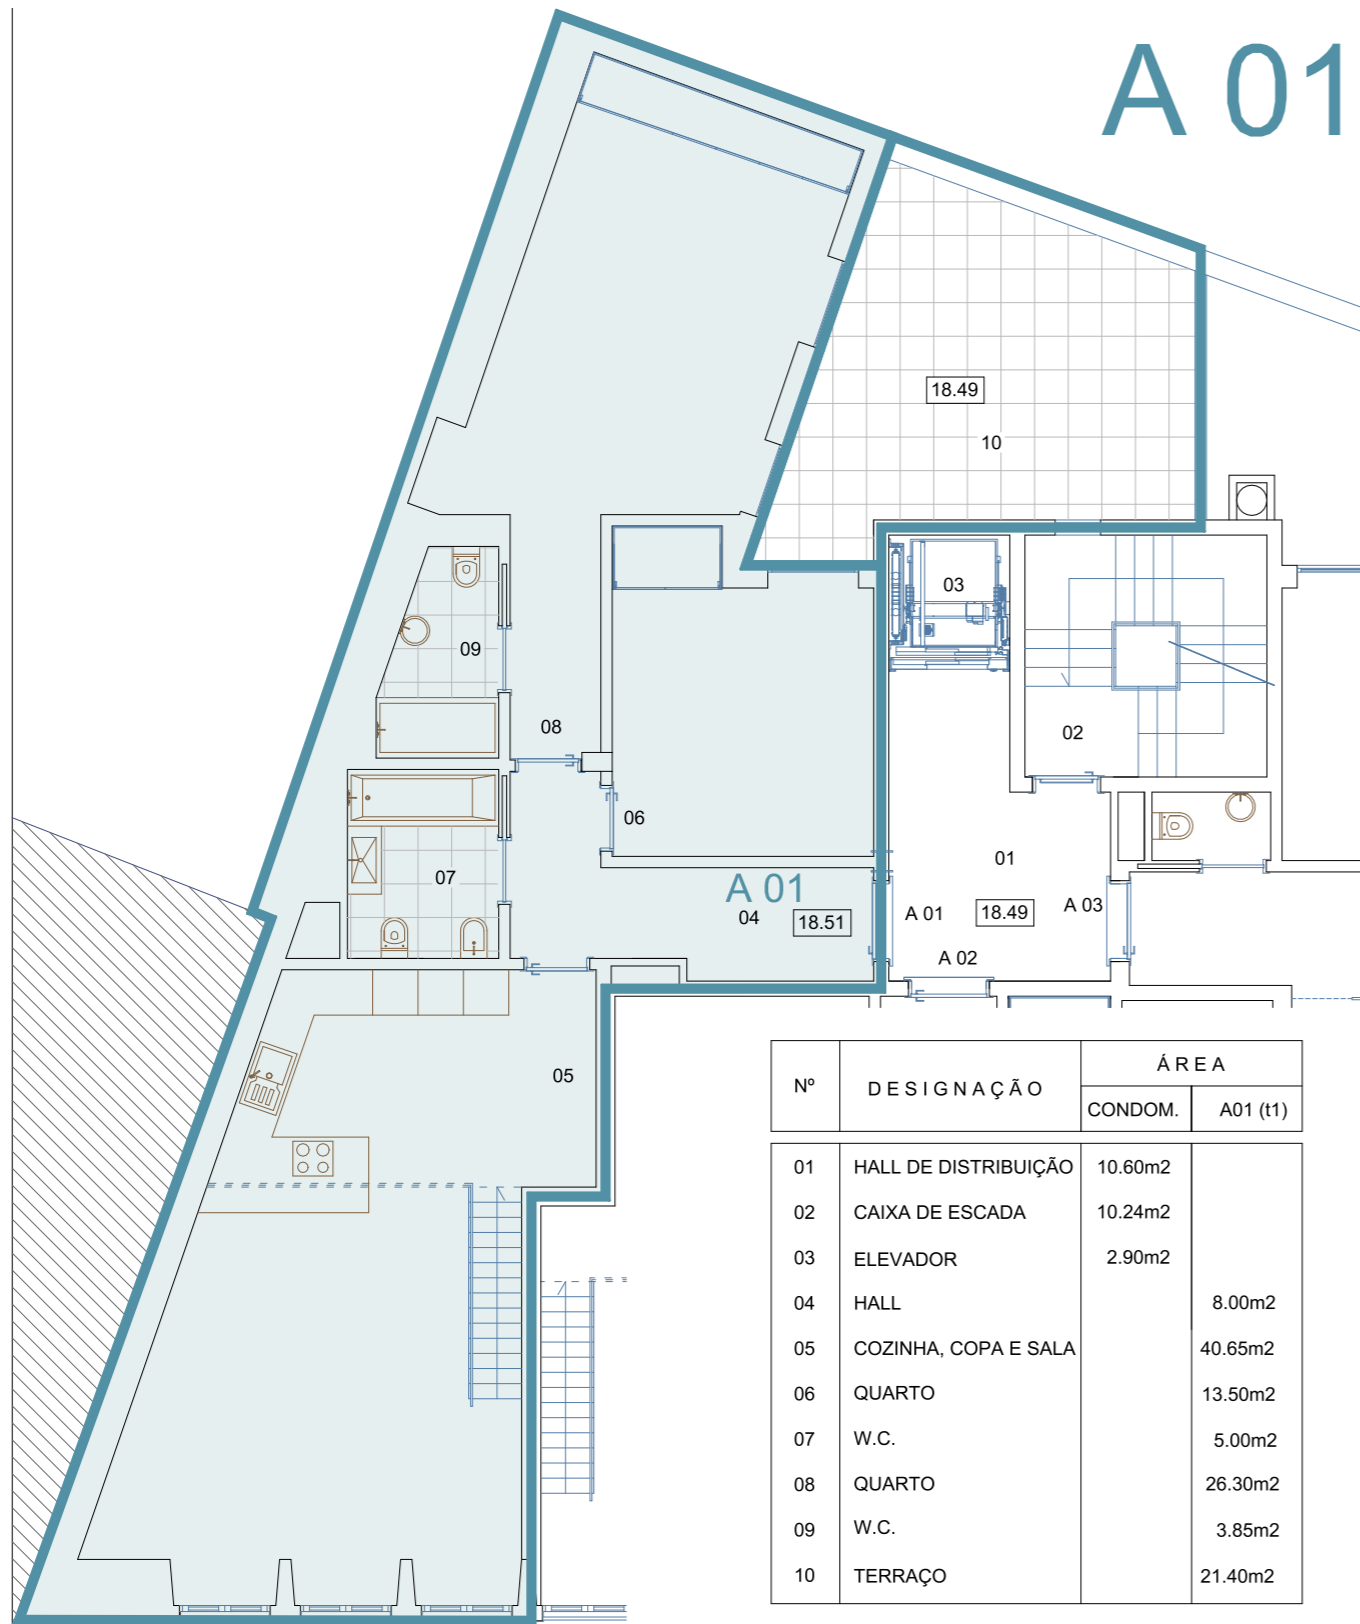 A 01
18.49
10
03
09
08
02
06
01
07
A 01
04
18.51
A 01
18.49
A 03
A 02
05
Nº DESIGNAÇÃO ÁREA
CONDOM. A01 (t1)
01 HALL DE DISTRIBUIÇÃO 10.60m2
02 CAIXA DE ESCADA 10.24m2
03 ELEVADOR 2.90m2
04 HALL 8.00m2
05 COZINHA, COPA E SALA 40.65m2
06 QUARTO 13.50m2
07 W.C. 5.00m2
08 QUARTO 26.30m2
09 W.C. 3.85m2
10 TERRAÇO 21.40m2